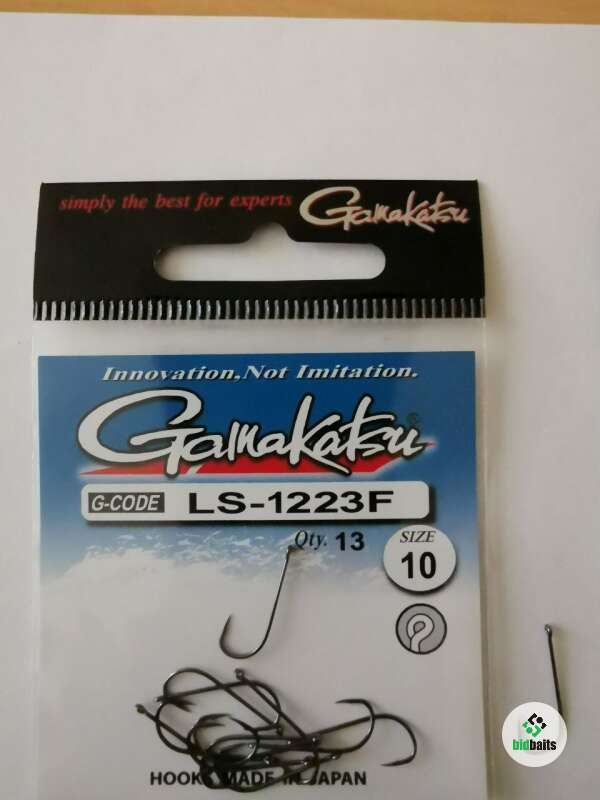 simply the best for experts Gamakatsu
Innovation, Not Imitation.
Gamakatsu®
G-CODE LS-1223F
Qty. 13
SIZE
10
HOOKS MADE IN JAPAN
bidbaits